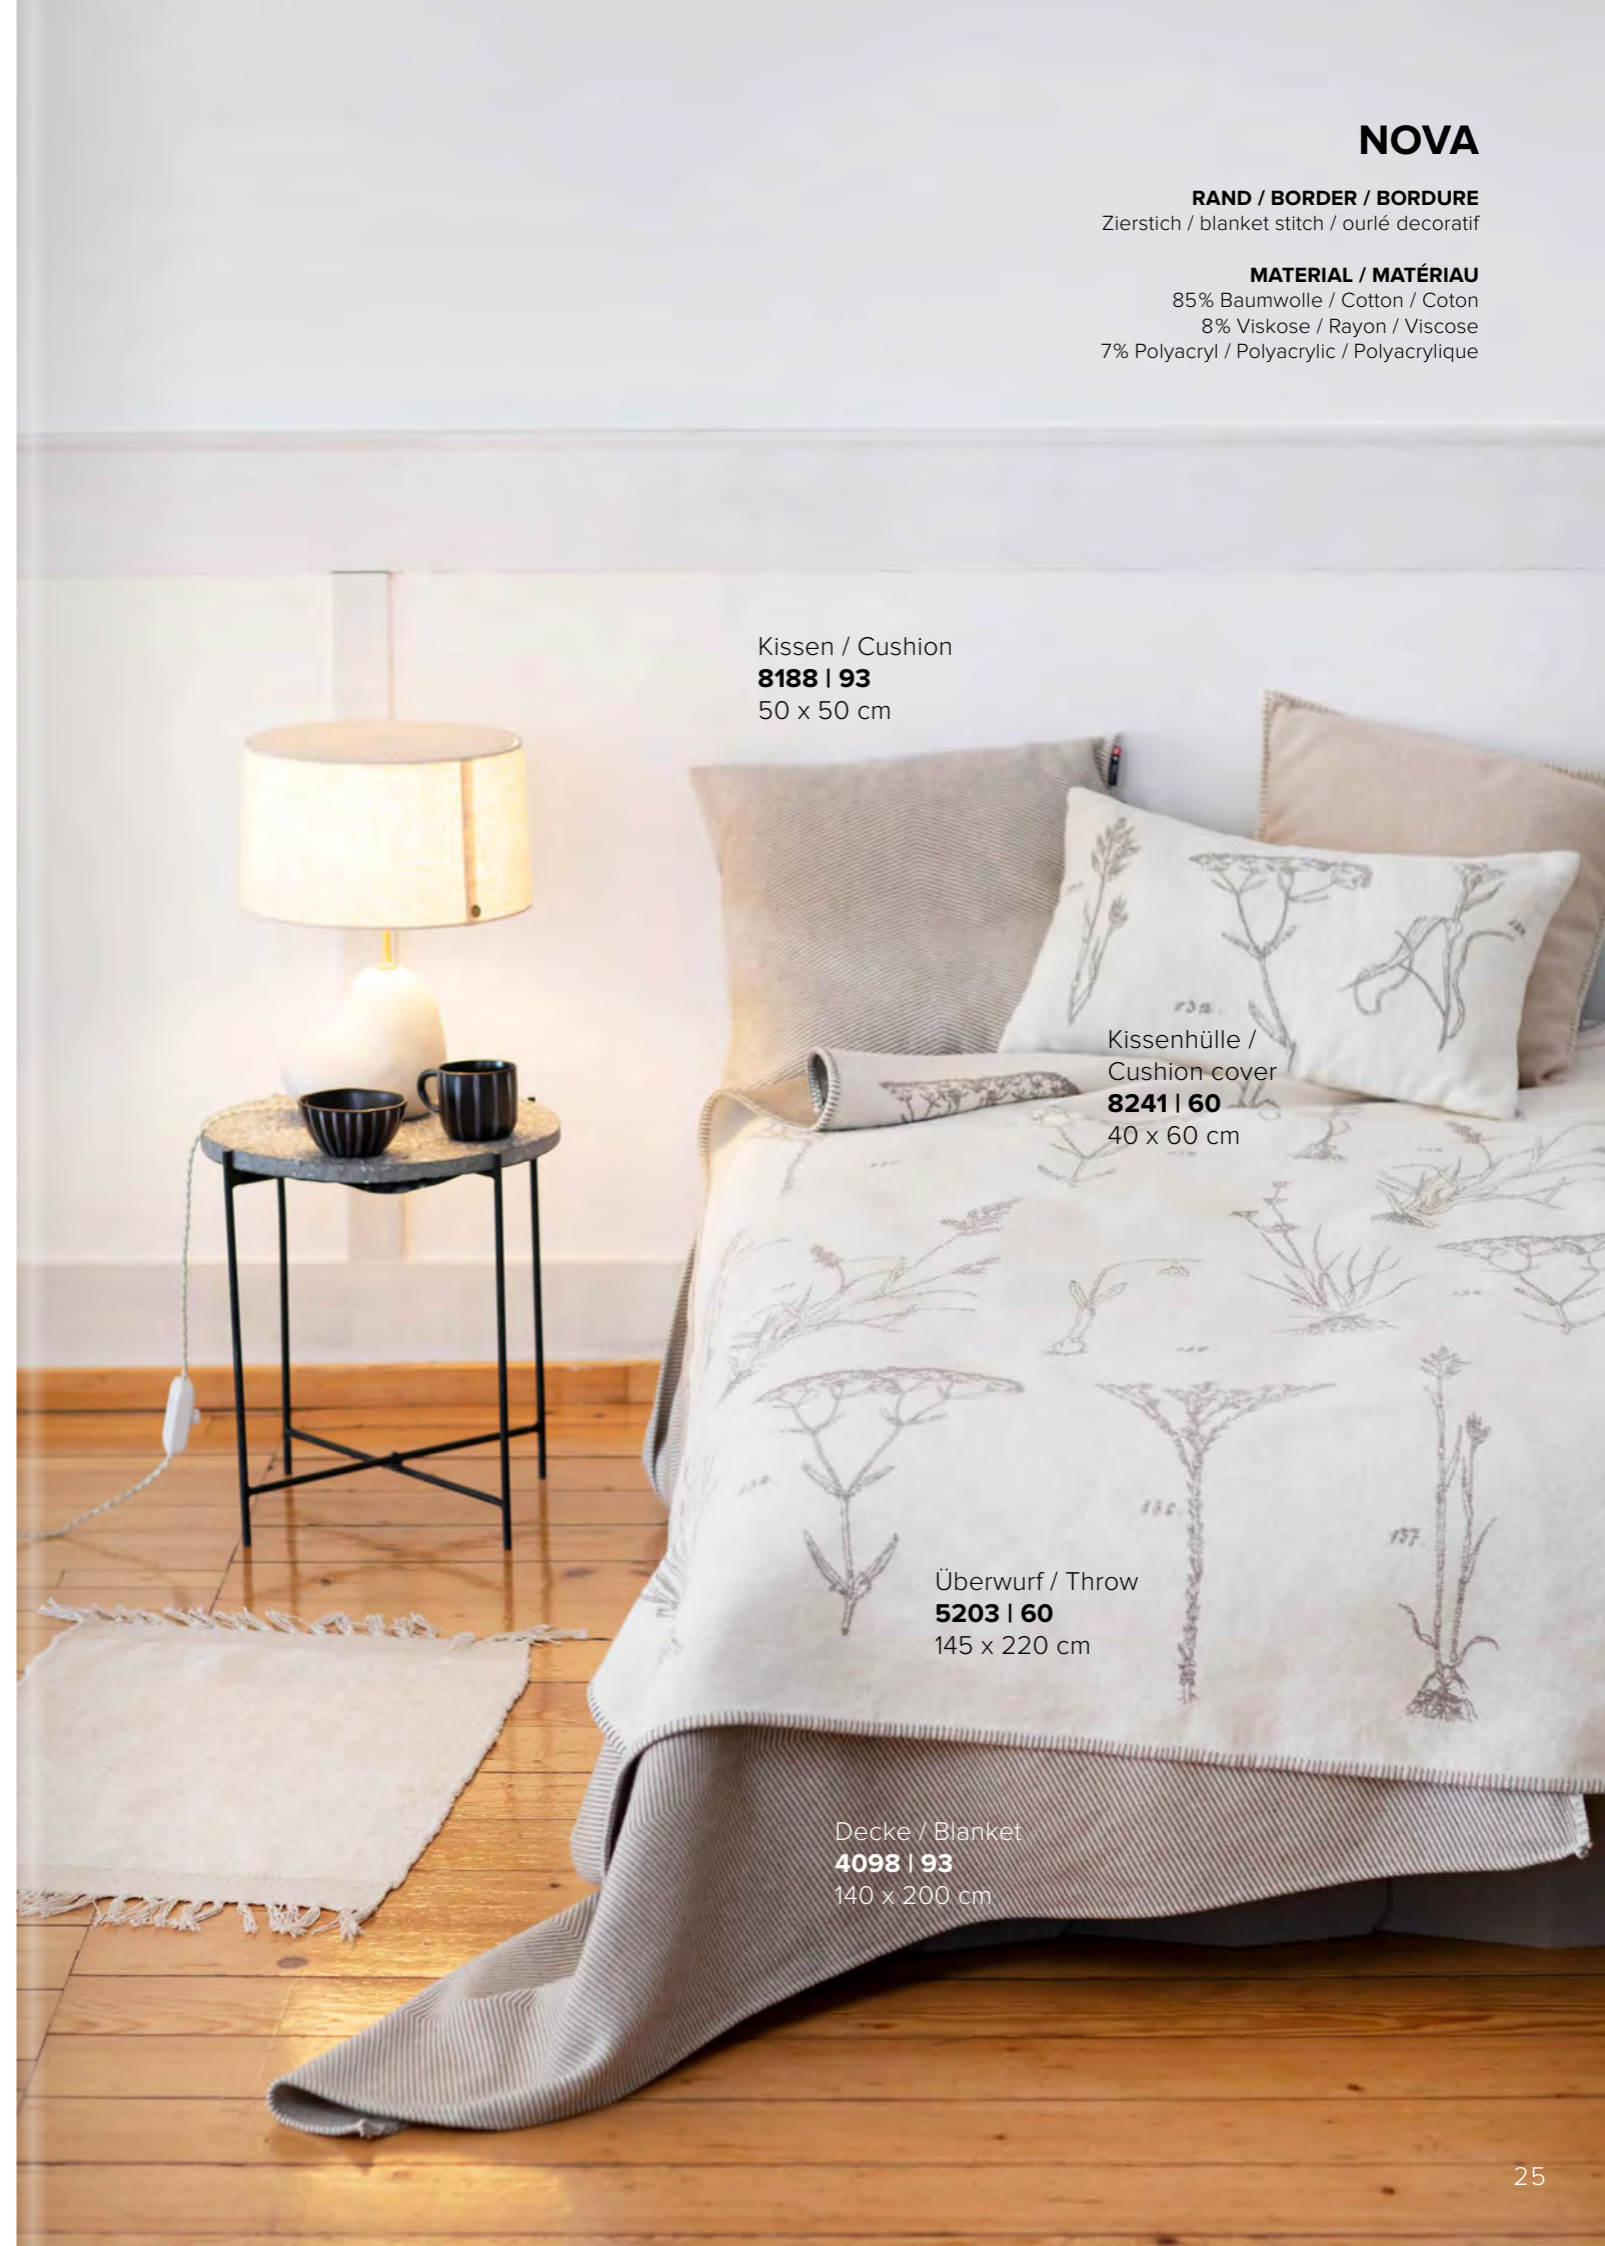 NOVA
RAND / BORDER / BORDURE
Zierstich / blanket stitch / ourlé decoratif
MATERIAL / MATÉRIAU
85% Baumwolle / Cotton / Coton
8% Viskose / Rayon / Viscose
7% Polyacryl / Polyacrylic / Polyacrylique
Kissen / Cushion
8188 | 93
50 x 50 cm
Kissenhülle /
Cushion cover
8241 | 60
40 x 60 cm
Überwurf / Throw
5203 | 60
145 x 220 cm
137.
Decke / Blanket
4098 | 93
140 x 200 cm
25